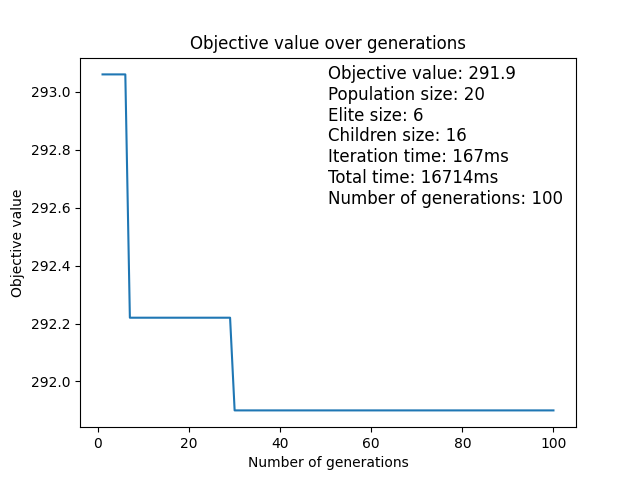 Objective value over generations
Objective value: 291.9
Population size: 20
Elite size: 6
Children size: 16
Iteration time: 167ms
Total time: 16714ms
Number of generations: 100
Objective value
293.0
292.8
292.6
292.4
292.2
292.0
0 20 40 60 80 100
Number of generations